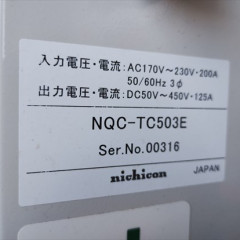 入力電圧・電流:AC170V～230V・200A
50/60Hz 3φ
出力電圧・電流:DC50V～450V・125A
NQC-TC503E
Ser.No.00316
nichicon JAPAN